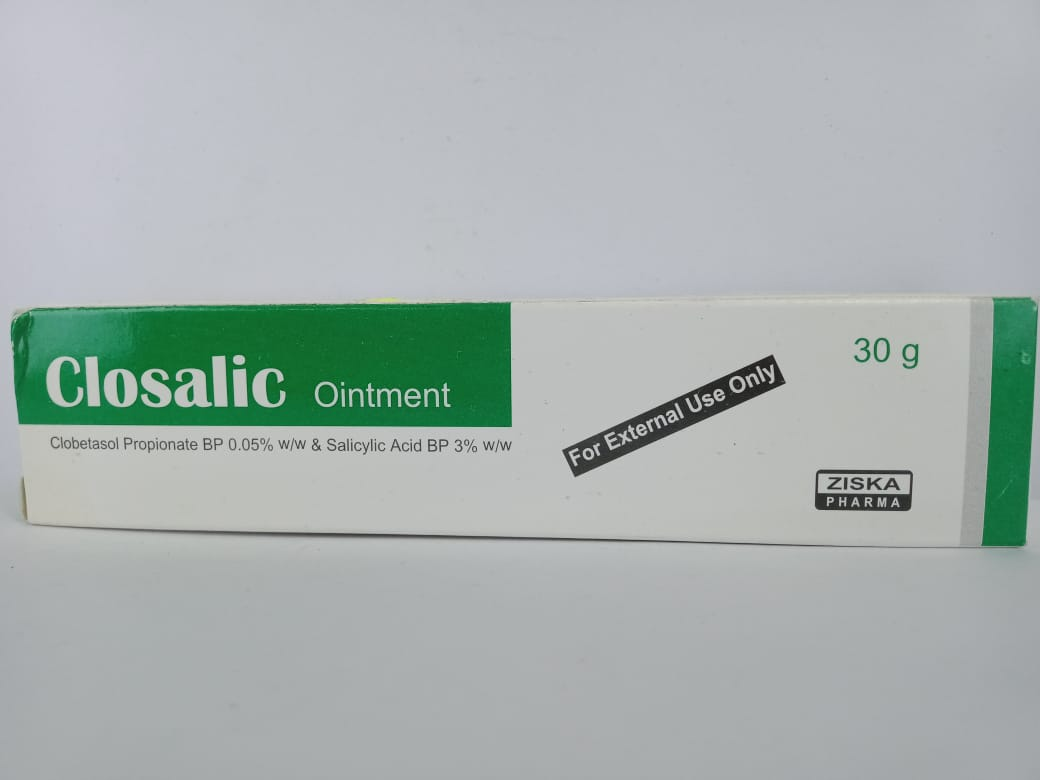 Closalic Ointment
Clobetasol Propionate BP 0.05% w/w & Salicylic Acid BP 3% w/w
For External Use Only
30 g
ZISKA
PHARMA